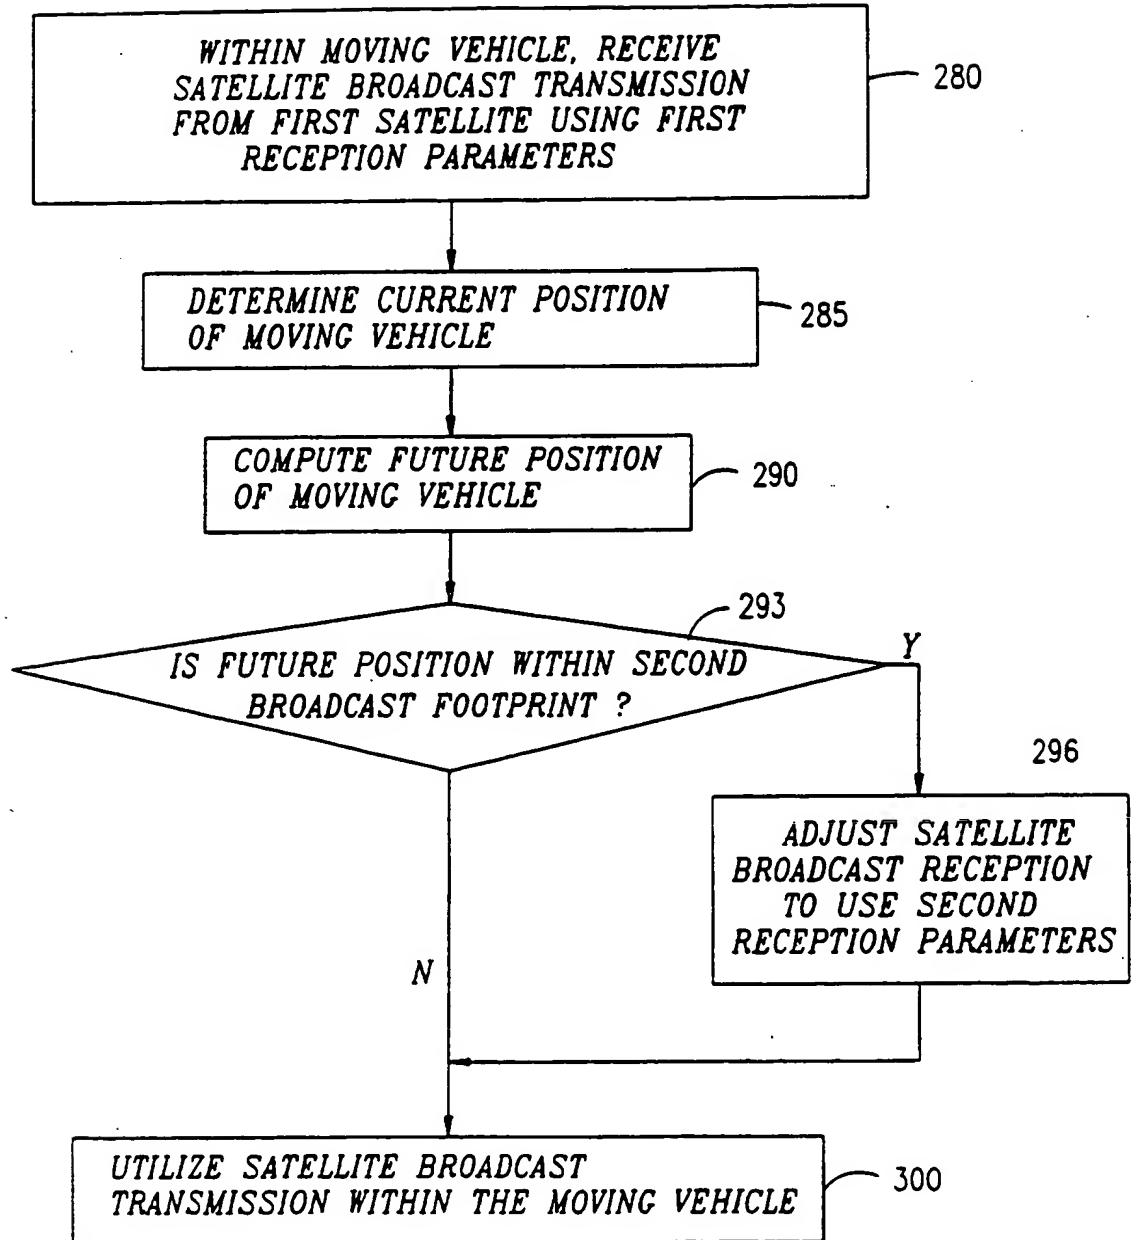 WITHIN MOVING VEHICLE, RECEIVE
SATELLITE BROADCAST TRANSMISSION
FROM FIRST SATELLITE USING FIRST
RECEPTION PARAMETERS
280
DETERMINE CURRENT POSITION
OF MOVING VEHICLE
285
COMPUTE FUTURE POSITION
OF MOVING VEHICLE
290
293
IS FUTURE POSITION WITHIN SECOND
BROADCAST FOOTPRINT ?
Y
296
ADJUST SATELLITE
BROADCAST RECEPTION
TO USE SECOND
RECEPTION PARAMETERS
N
UTILIZE SATELLITE BROADCAST
TRANSMISSION WITHIN THE MOVING VEHICLE
300